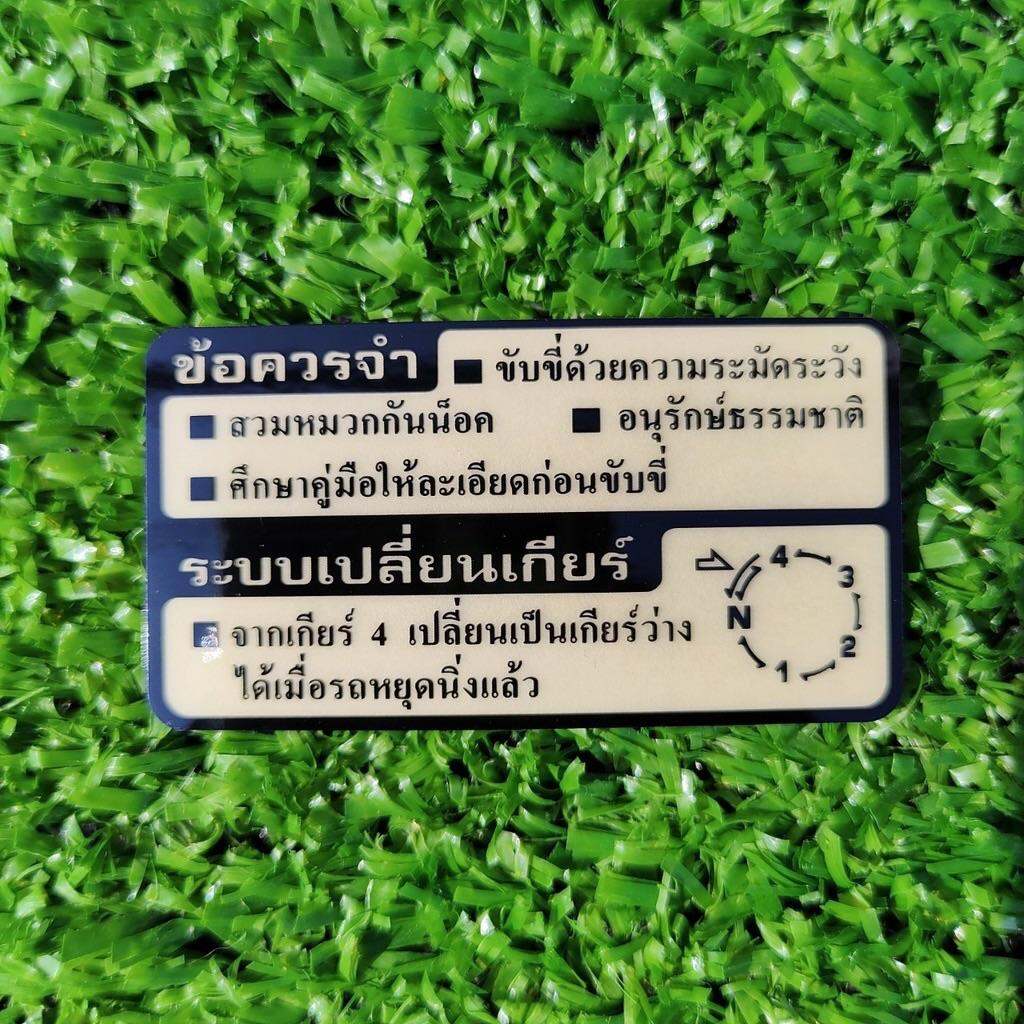 ข้อควรจำ ■ ขับขี่ด้วยความระมัดระวัง
■ สวมหมวกกันน็อค ■ อนุรักษ์ธรรมชาติ
■ ศึกษาคู่มือให้ละเอียดก่อนขับขี่
ระบบเปลี่ยนเกียร์
■ จากเกียร์ 4 เปลี่ยนเป็นเกียร์ว่าง
ได้เมื่อรถหยุดนิ่งแล้ว
4
3
N
2
1